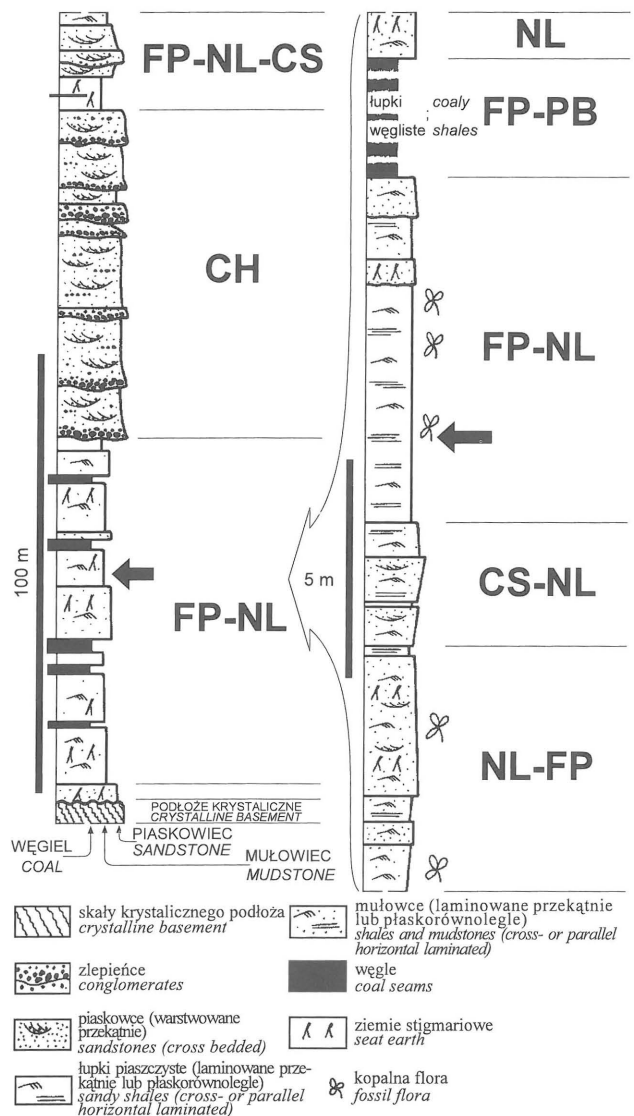 FP-NL-CS
CH
100 m
FP-NL
PODŁOŻE KRYSTALICZNE
CRYSTALLINE BASEMENT
WĘGIEL
COAL
PIASKOWIEC
SANDSTONE
MUŁOWIEC
MUDSTONE
NL
łupki ; coaly
węgliste shales
FP-PB
FP-NL
5 m
CS-NL
NL-FP
skały krystalicznego podłoża
crystalline basement
zlepieńce
conglomerates
piaskowce (warstwowane
przekątnie)
sandstones (cross bedded)
łupki piaszczyste (laminowane prze-
kątnie lub płaskorównolegle)
sandy shales (cross- or parallel
horizontal laminated)
mułowce (laminowane przekątnie
lub płaskorównolegle)
shales and mudstones (cross- or parallel
horizontal laminated)
węgle
coal seams
ziemie stigmariowe
seat earth
kopalna flora
fossil flora